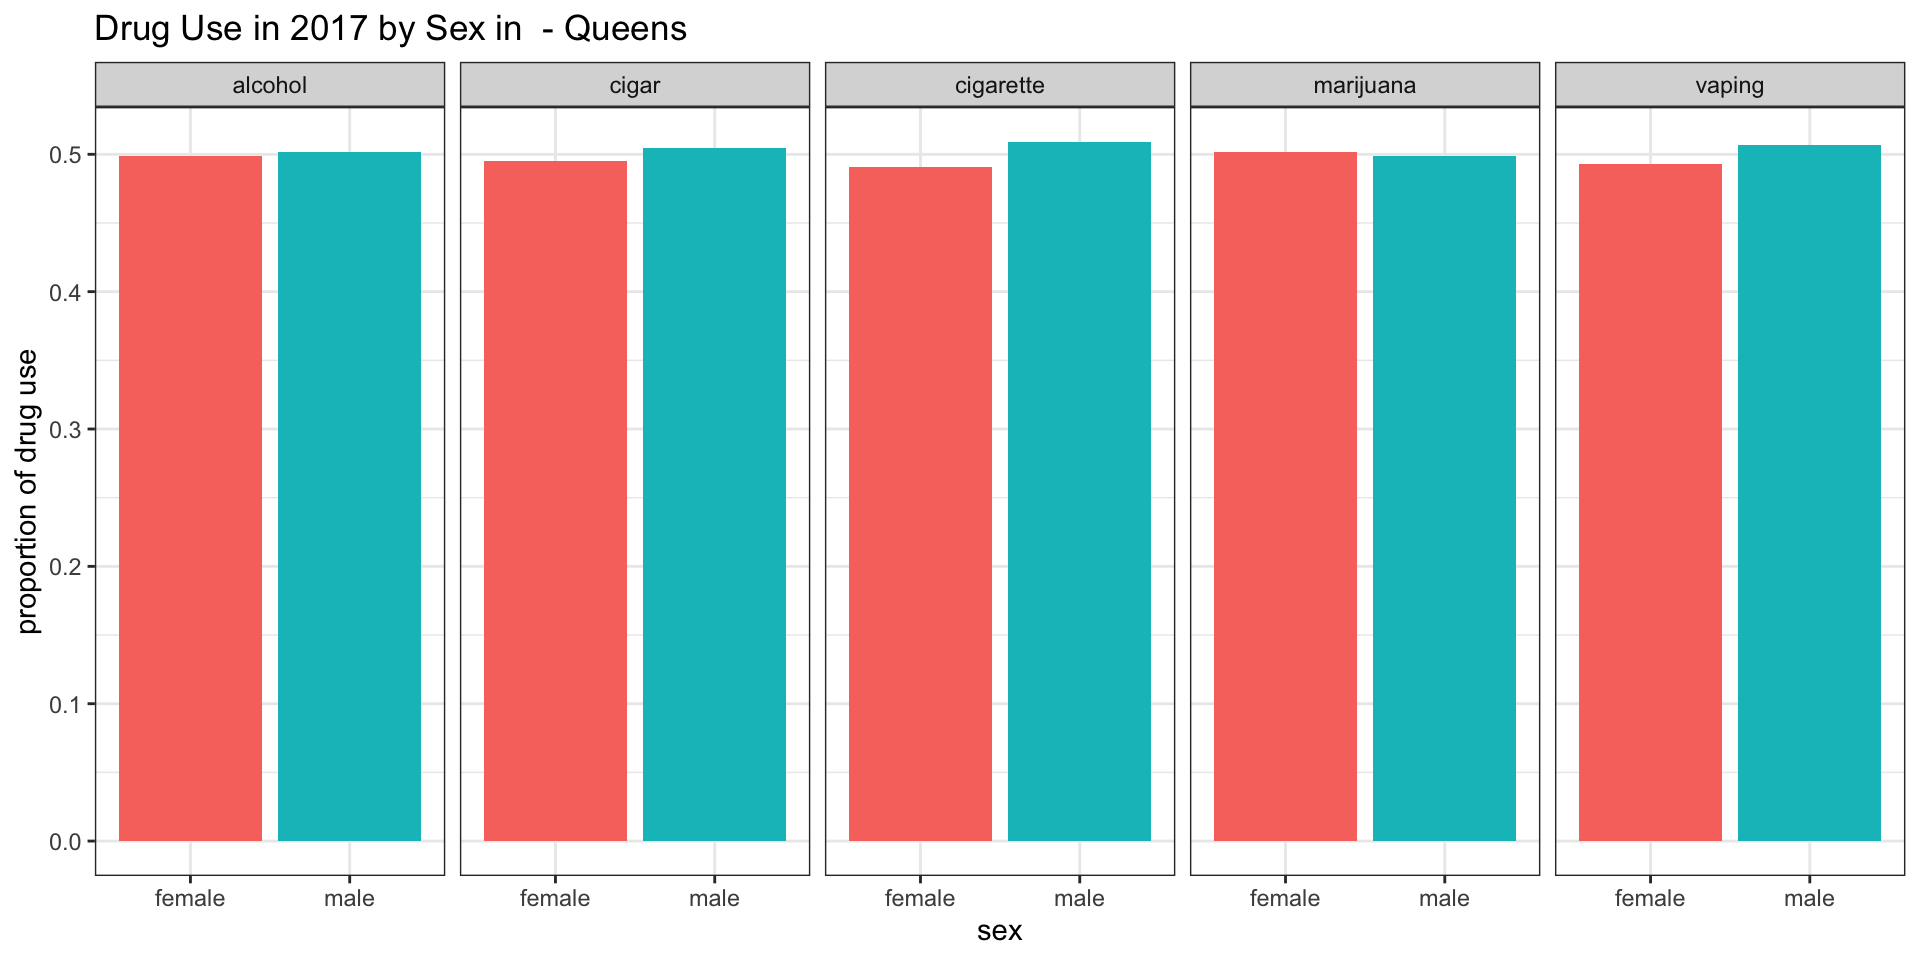 Drug Use in 2017 by Sex in  - Queens
alcohol cigar cigarette marijuana vaping
proportion of drug use
0.5
0.4
0.3
0.2
0.1
0.0
female male female male female male female male female male
sex